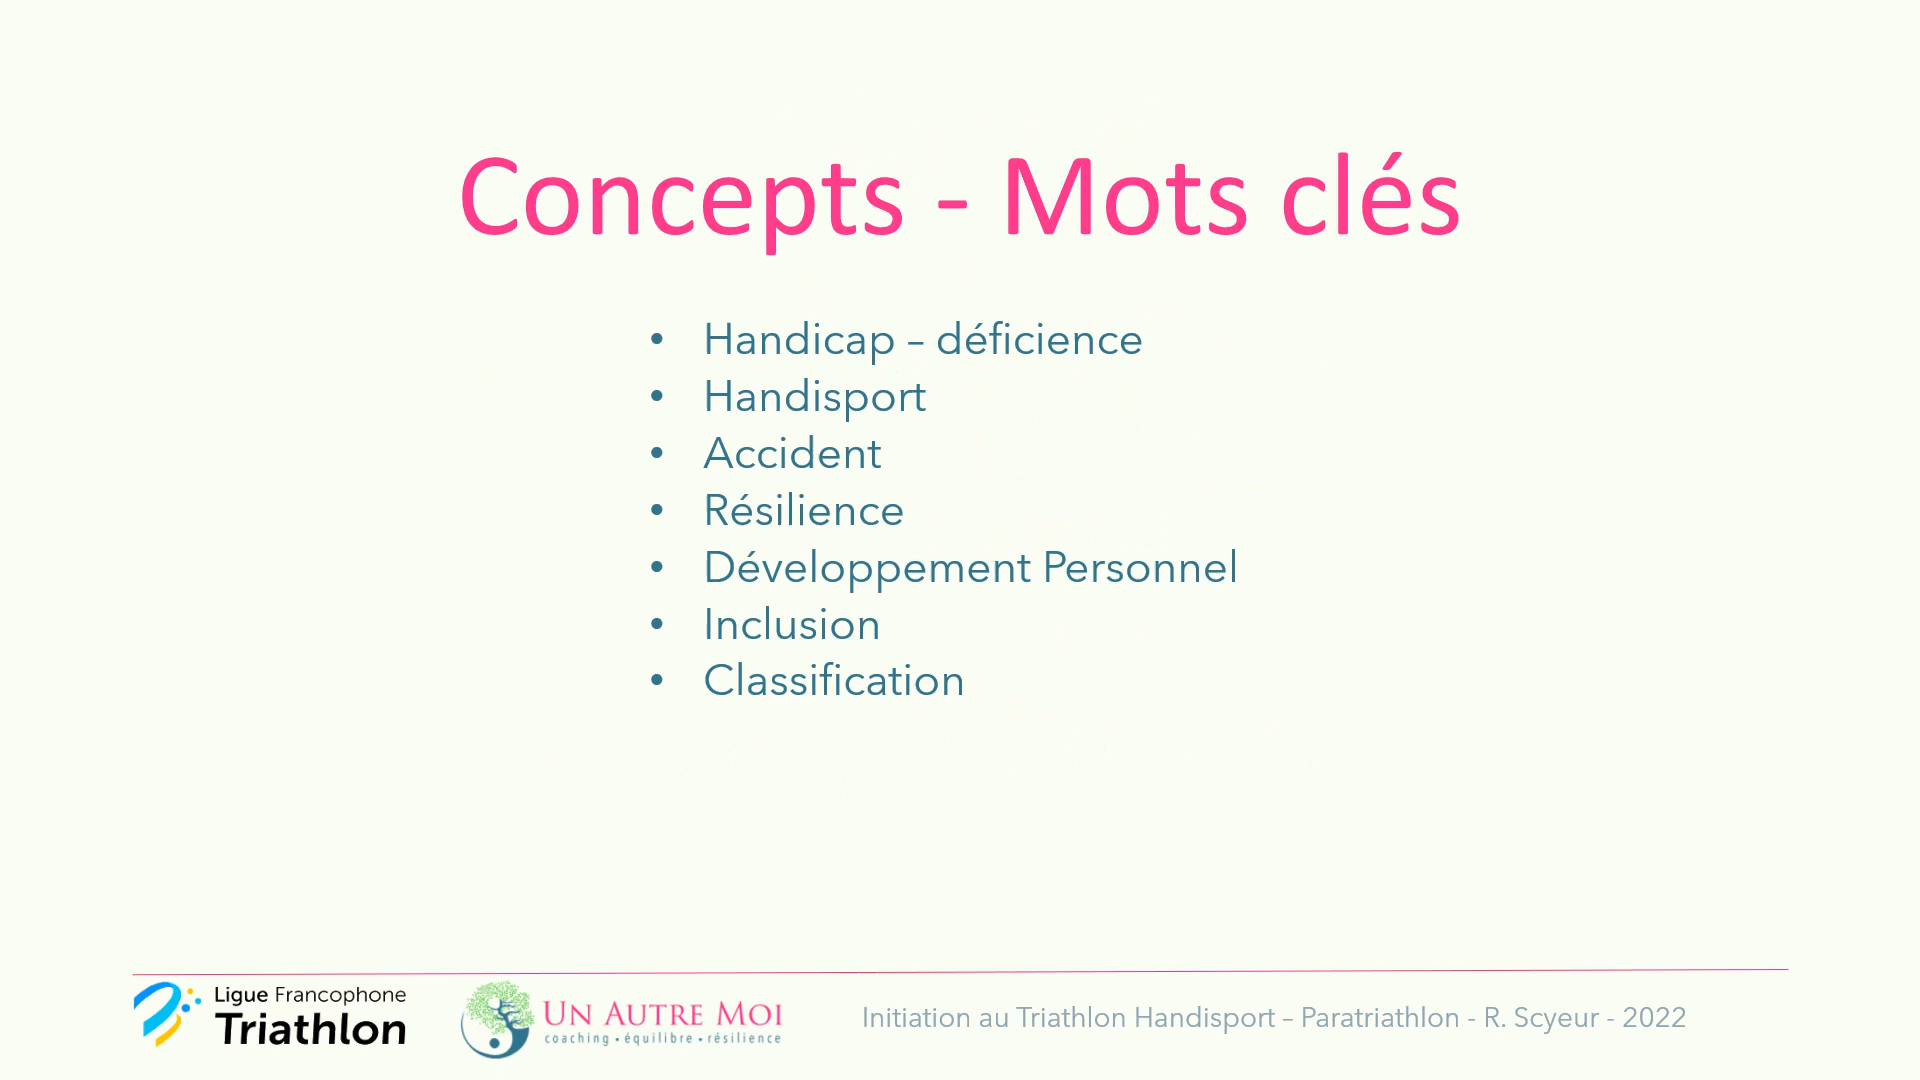 Concepts - Mots clés
• Handicap – déficience
• Handisport
• Accident
• Résilience
• Développement Personnel
• Inclusion
• Classification
Ligue Francophone
Triathlon
UN AUTRE MOI
coaching • équilibre • résilience
Initiation au Triathlon Handisport – Paratriathlon - R. Scyeur - 2022